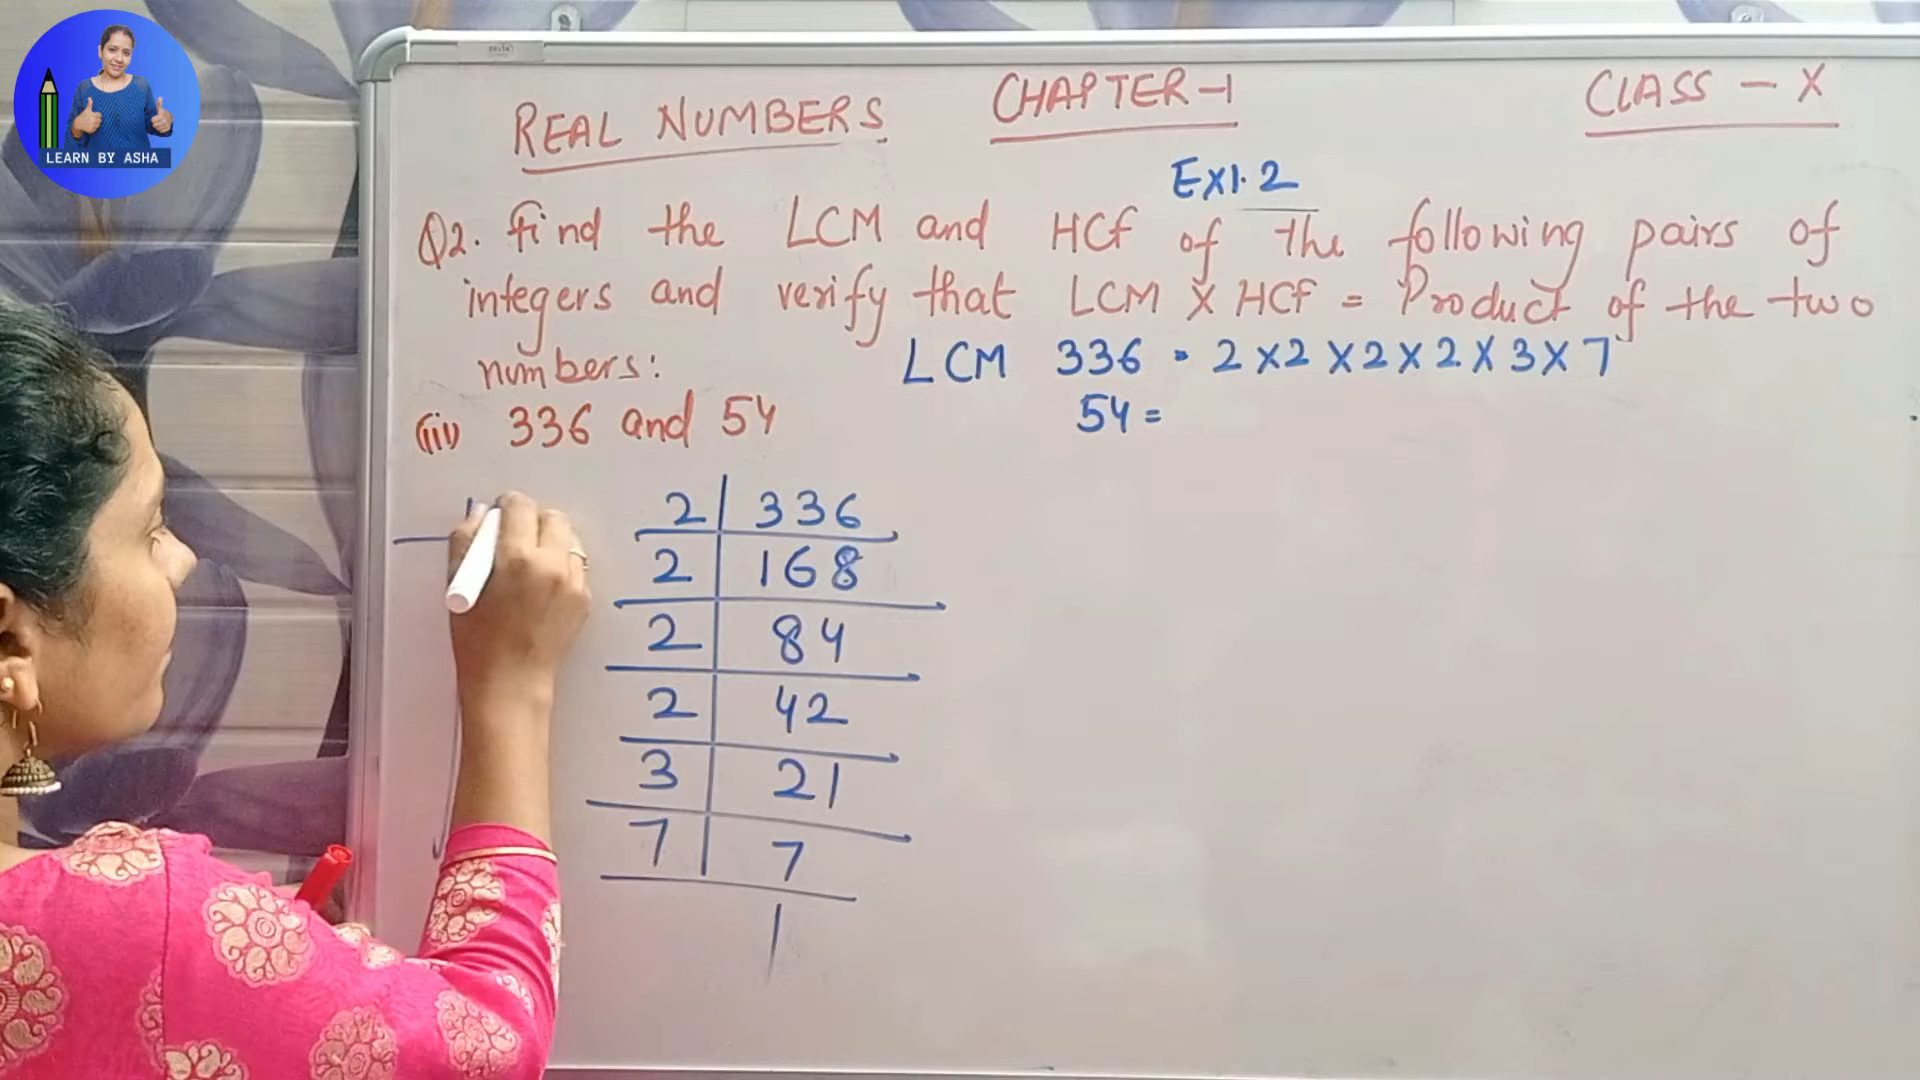 LEARN BY ASHA
REAL NUMBERS CHAPTER-1 CLASS - X
EX1.2
Q2. Find the LCM and HCF of the following pairs of
integers and verify that LCM X HCF = Product of the two
numbers:
LCM 336 = 2 X 2 X 2 X 2 X 3 X 7
(iii) 336 and 54
54 =
2 | 336
2 | 168
2 | 84
2 | 42
3 | 21
7 | 7
1